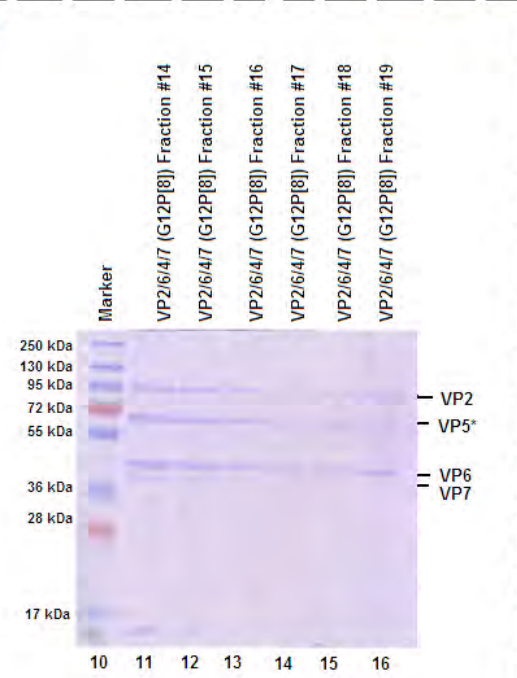 Marker
VP2/6/4/7 (G12P[8]) Fraction #14
VP2/6/4/7 (G12P[8]) Fraction #15
VP2/6/4/7 (G12P[8]) Fraction #16
VP2/6/4/7 (G12P[8]) Fraction #17
VP2/6/4/7 (G12P[8]) Fraction #18
VP2/6/4/7 (G12P[8]) Fraction #19
250 kDa
130 kDa
95 kDa
72 kDa
55 kDa
36 kDa
28 kDa
17 kDa
VP2
VP5*
VP6
VP7
10 11 12 13 14 15 16